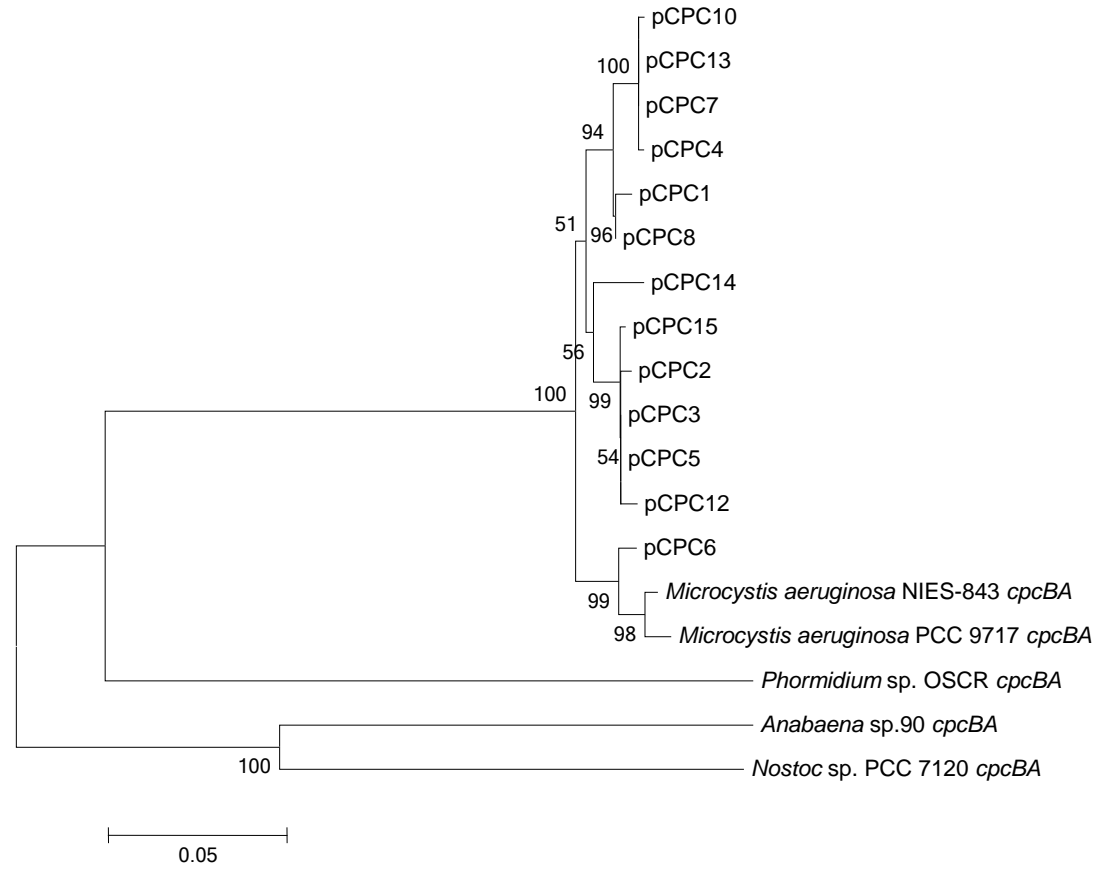 pCPC10
100
pCPC13
pCPC7
94
pCPC4
pCPC1
51
96
pCPC8
pCPC14
pCPC15
56
pCPC2
100
99
pCPC3
54
pCPC5
pCPC12
pCPC6
99
Microcystis aeruginosa NIES-843 cpcBA
98
Microcystis aeruginosa PCC 9717 cpcBA
Phormidium sp. OSCR cpcBA
Anabaena sp.90 cpcBA
100
Nostoc sp. PCC 7120 cpcBA
0.05